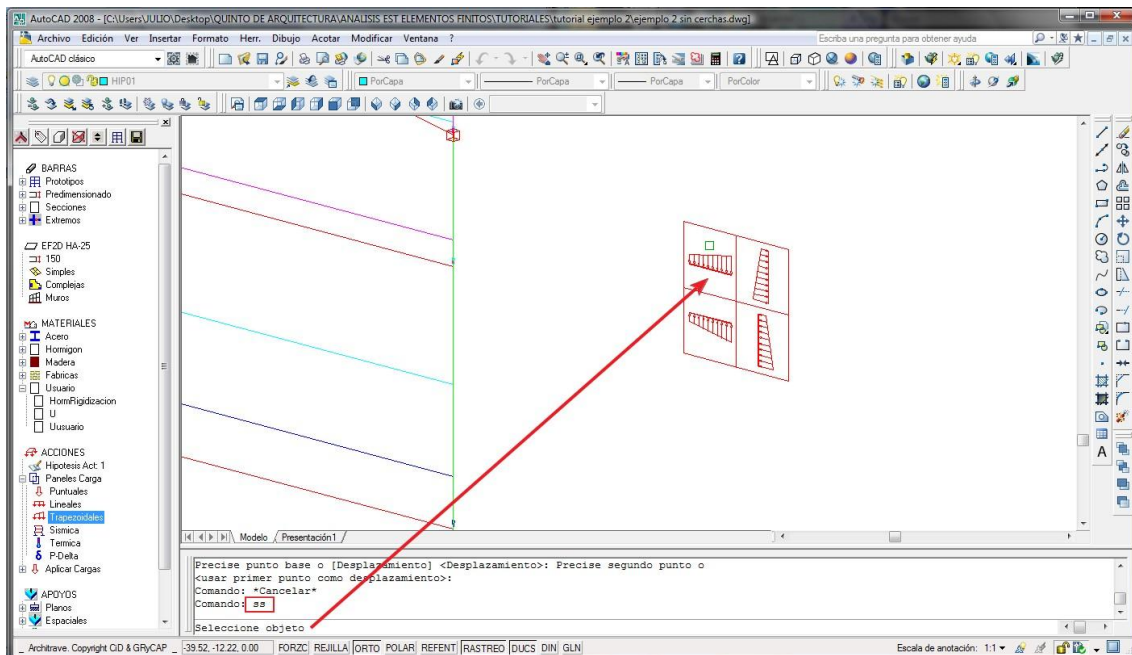 AutoCAD 2008 - [C:\Users\JULIO\Desktop\QUINTO DE ARQUITECTURA\ANALISIS EST ELEMENTOS FINITOS\TUTORIALES\tutorial ejemplo 2\ejemplo 2 sin cerchas.dwg]
Archivo Edición Ver Insertar Formato Herr. Dibujo Acotar Modificar Ventana ?
Escriba una pregunta para obtener ayuda
AutoCAD clásico
HIP01
PorCapa
PorCapa
PorCapa
PorColor
BARRAS
Prototipos
Predimensionado
Secciones
Extremos
EF2D HA-25
150
Simples
Complejas
Muros
MATERIALES
Acero
Hormigon
Madera
Fabricas
Usuario
HormRigidizacion
U
Uusuario
ACCIONES
Hipotesis Act: 1
Paneles Carga
Puntuales
Lineales
Trapezoidales
Sismica
Termica
P-Delta
Aplicar Cargas
APOYOS
Planos
Espaciales
Modelo
Presentación1
Precise punto base o [Desplazamiento] <Desplazamiento>: Precise segundo punto o
<usar primer punto como desplazamiento>:
Comando: *Cancelar*
Comando: ss
Seleccione objeto
Architrave. Copyright CiD & GRyCAP
-39.52, -12.22, 0.00
FORZC REJILLA ORTO POLAR REFENT RASTREO DUCS DIN GLN
Escala de anotación: 1:1